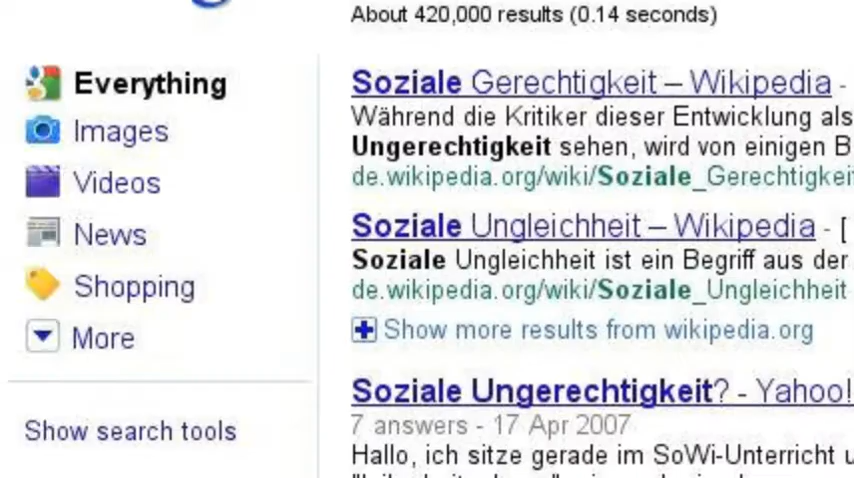 About 420,000 results (0.14 seconds)
Everything
Images
Videos
News
Shopping
More
Show search tools
Soziale Gerechtigkeit – Wikipedia -
Während die Kritiker dieser Entwicklung als
Ungerechtigkeit sehen, wird von einigen B
de.wikipedia.org/wiki/Soziale_Gerechtigkeit
Soziale Ungleichheit – Wikipedia - [
Soziale Ungleichheit ist ein Begriff aus der
de.wikipedia.org/wiki/Soziale_Ungleichheit
Show more results from wikipedia.org
Soziale Ungerechtigkeit? - Yahoo!
7 answers - 17 Apr 2007
Hallo, ich sitze gerade im SoWi-Unterricht u